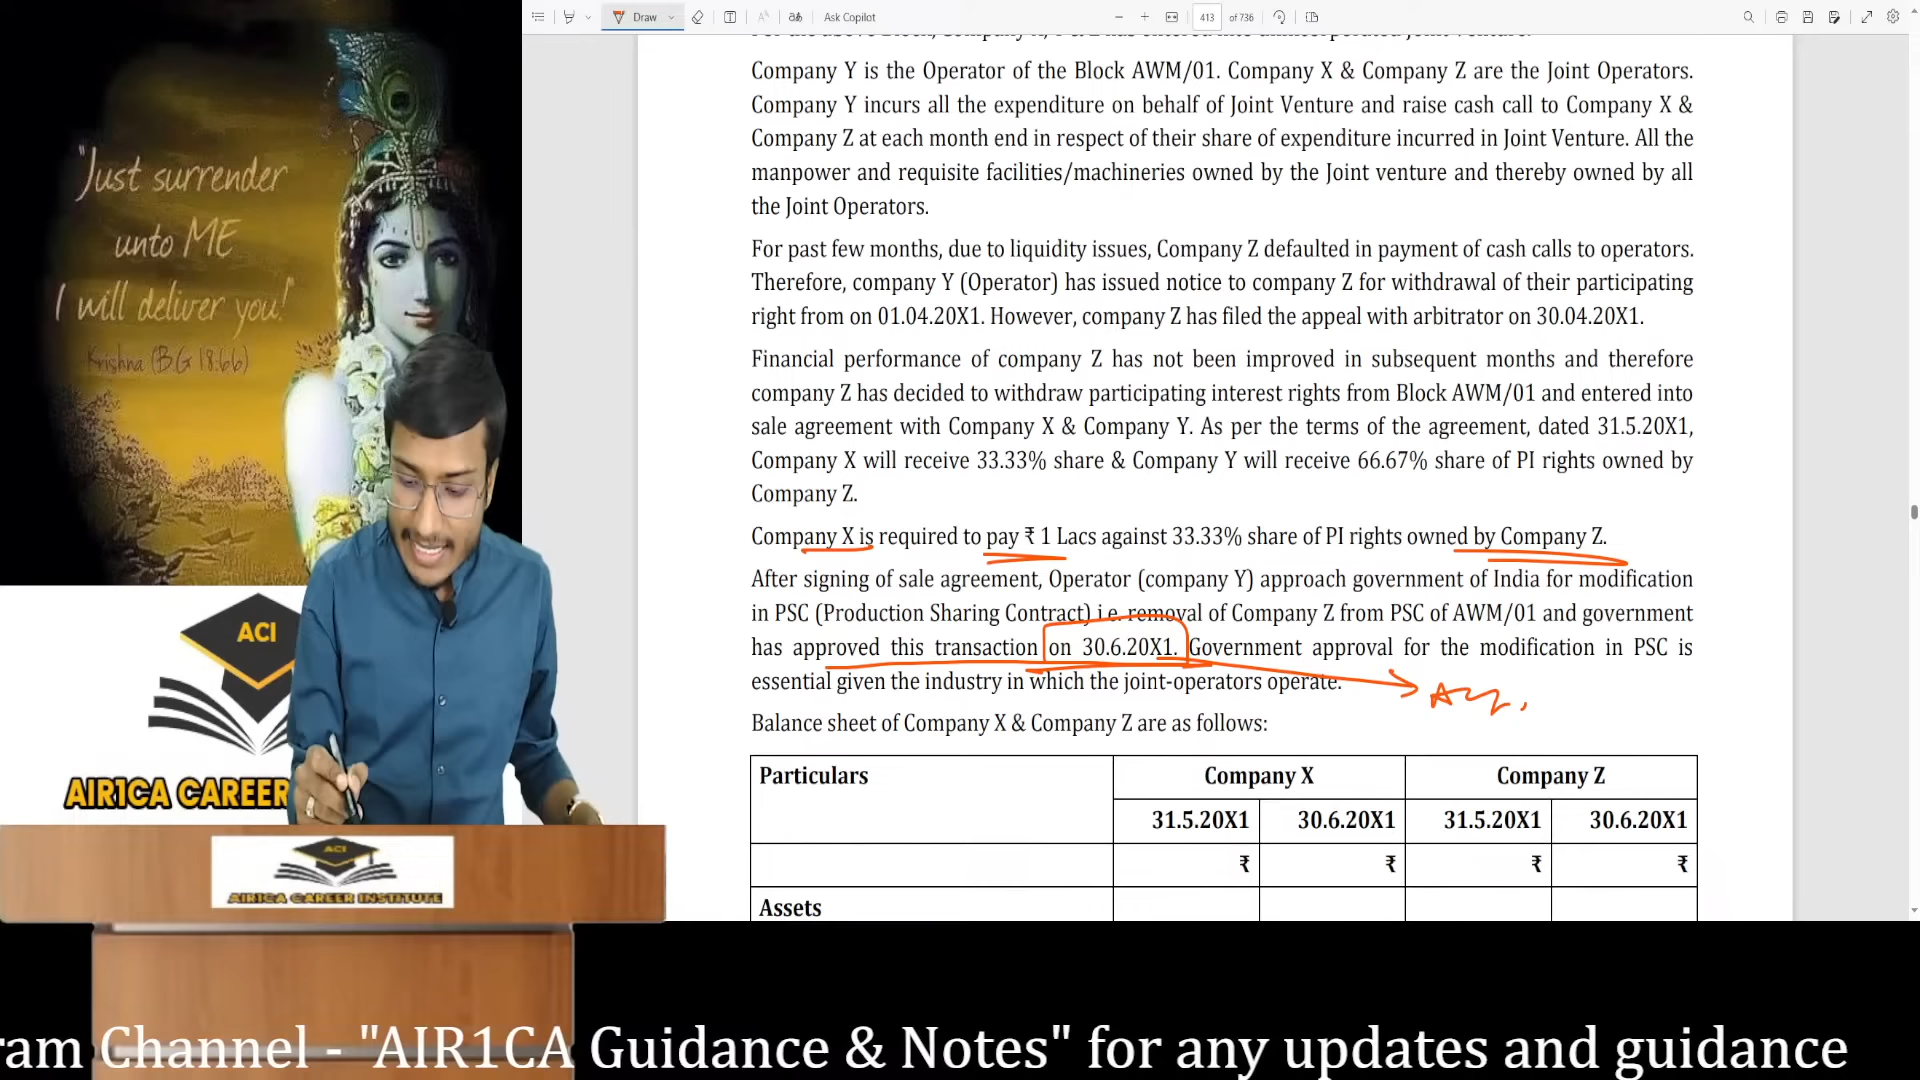 "Just surrender
unto ME
I will deliver you!"
Krishna (B.G 18.66)
ACI
AIR1CA CAREER
ACI
AIR1CA CAREER INSTITUTE
Draw
Ask Copilot
413 of 736
Company Y is the Operator of the Block AWM/01. Company X & Company Z are the Joint Operators.
Company Y incurs all the expenditure on behalf of Joint Venture and raise cash call to Company X &
Company Z at each month end in respect of their share of expenditure incurred in Joint Venture. All the
manpower and requisite facilities/machineries owned by the Joint venture and thereby owned by all
the Joint Operators.
For past few months, due to liquidity issues, Company Z defaulted in payment of cash calls to operators.
Therefore, company Y (Operator) has issued notice to company Z for withdrawal of their participating
right from on 01.04.20X1. However, company Z has filed the appeal with arbitrator on 30.04.20X1.
Financial performance of company Z has not been improved in subsequent months and therefore
company Z has decided to withdraw participating interest rights from Block AWM/01 and entered into
sale agreement with Company X & Company Y. As per the terms of the agreement, dated 31.5.20X1,
Company X will receive 33.33% share & Company Y will receive 66.67% share of PI rights owned by
Company Z.
Company X is required to pay ₹ 1 Lacs against 33.33% share of PI rights owned by Company Z.
After signing of sale agreement, Operator (company Y) approach government of India for modification
in PSC (Production Sharing Contract) i.e. removal of Company Z from PSC of AWM/01 and government
has approved this transaction on 30.6.20X1. Government approval for the modification in PSC is
essential given the industry in which the joint-operators operate.
Balance sheet of Company X & Company Z are as follows:
Particulars Company X Company Z
31.5.20X1 30.6.20X1 31.5.20X1 30.6.20X1
₹ ₹ ₹ ₹
Assets
ram Channel - "AIR1CA Guidance & Notes" for any updates and guidance